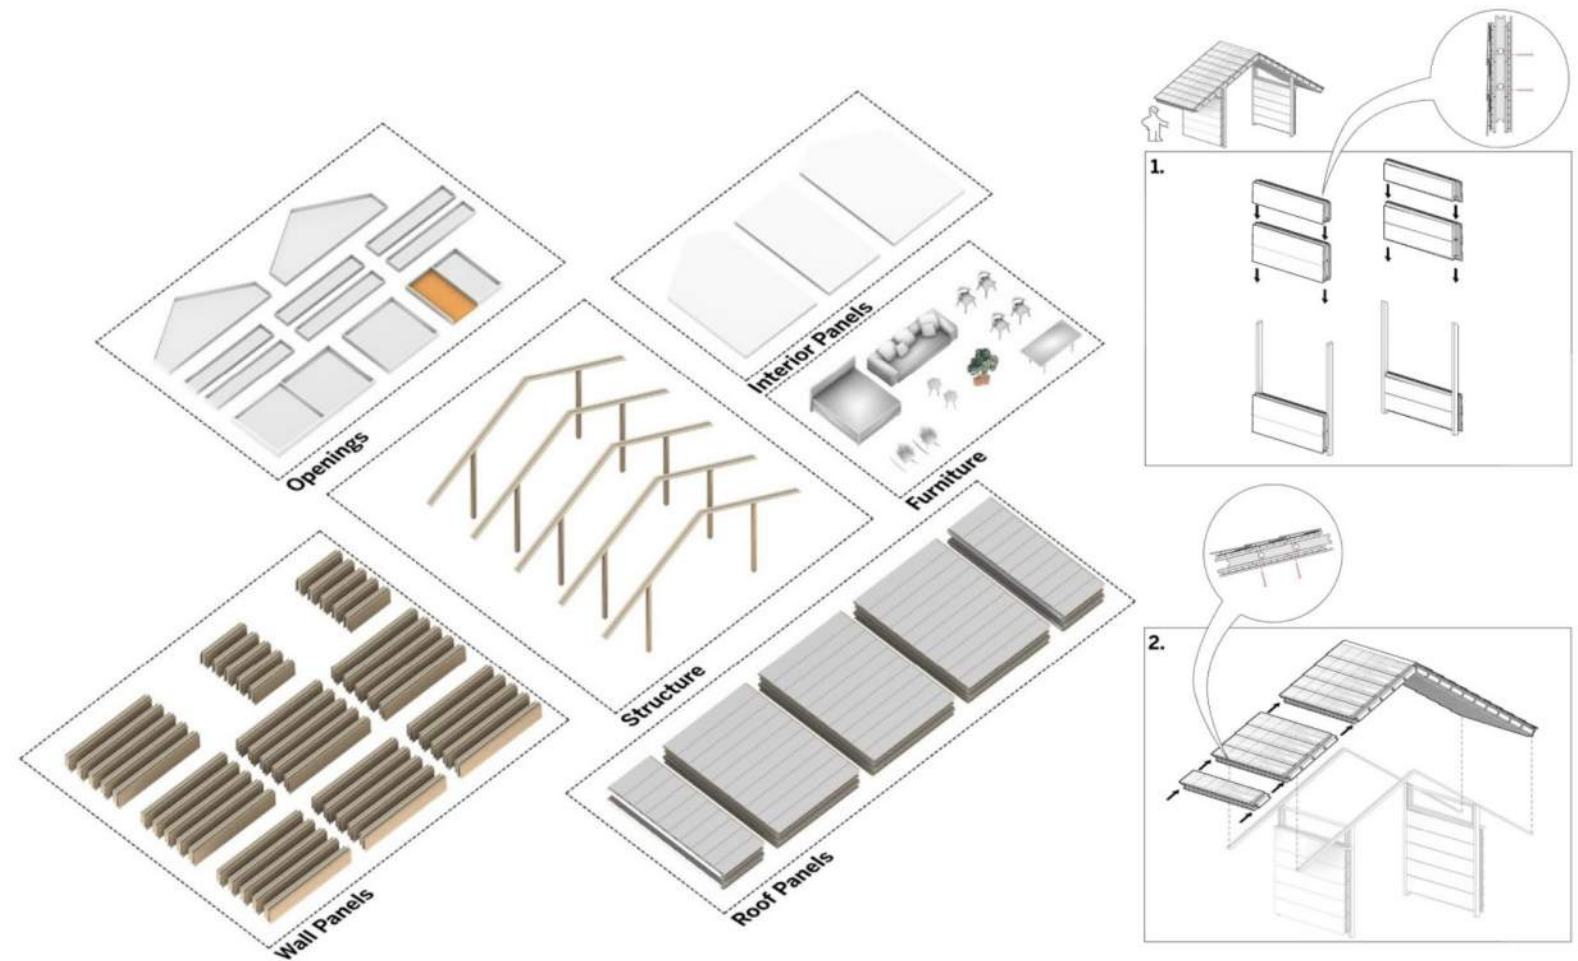 Openings
Interior Panels
Furniture
Structure
Wall Panels
Roof Panels
1.
2.